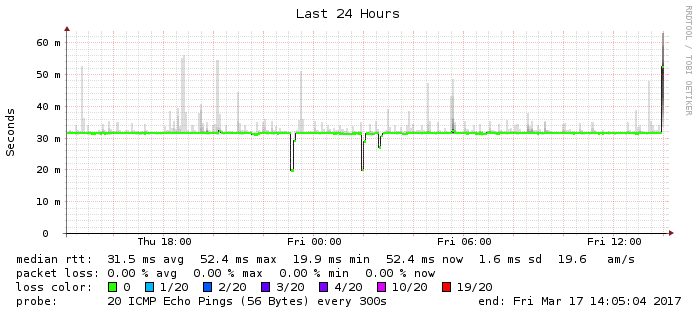 Last 24 Hours
RRDTOOL / TOBI OETIKER
Seconds
60 m
50 m
40 m
30 m
20 m
10 m
0
Thu 18:00 Fri 00:00 Fri 06:00 Fri 12:00
median rtt: 31.5 ms avg 52.4 ms max 19.9 ms min 52.4 ms now 1.6 ms sd 19.6 am/s
packet loss: 0.00 % avg 0.00 % max 0.00 % min 0.00 % now
loss color: 0 1/20 2/20 3/20 4/20 10/20 19/20
probe: 20 ICMP Echo Pings (56 Bytes) every 300s end: Fri Mar 17 14:05:04 2017